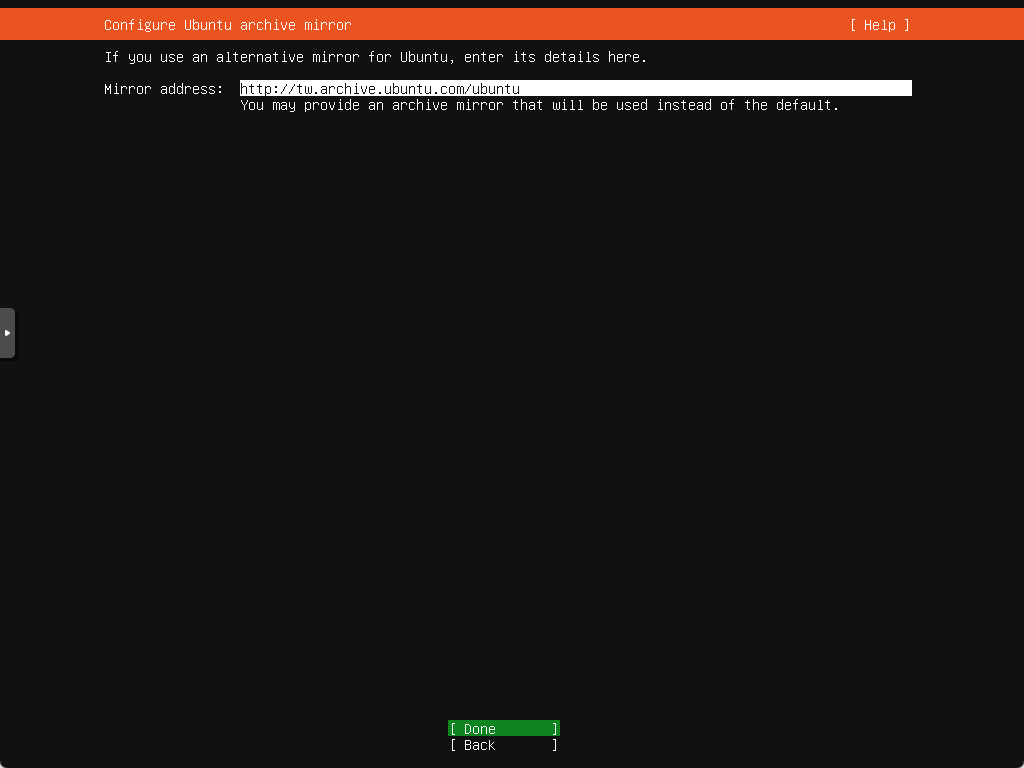 Configure Ubuntu archive mirror [ Help ]
If you use an alternative mirror for Ubuntu, enter its details here.
Mirror address: http://tw.archive.ubuntu.com/ubuntu
You may provide an archive mirror that will be used instead of the default.
[ Done ]
[ Back ]